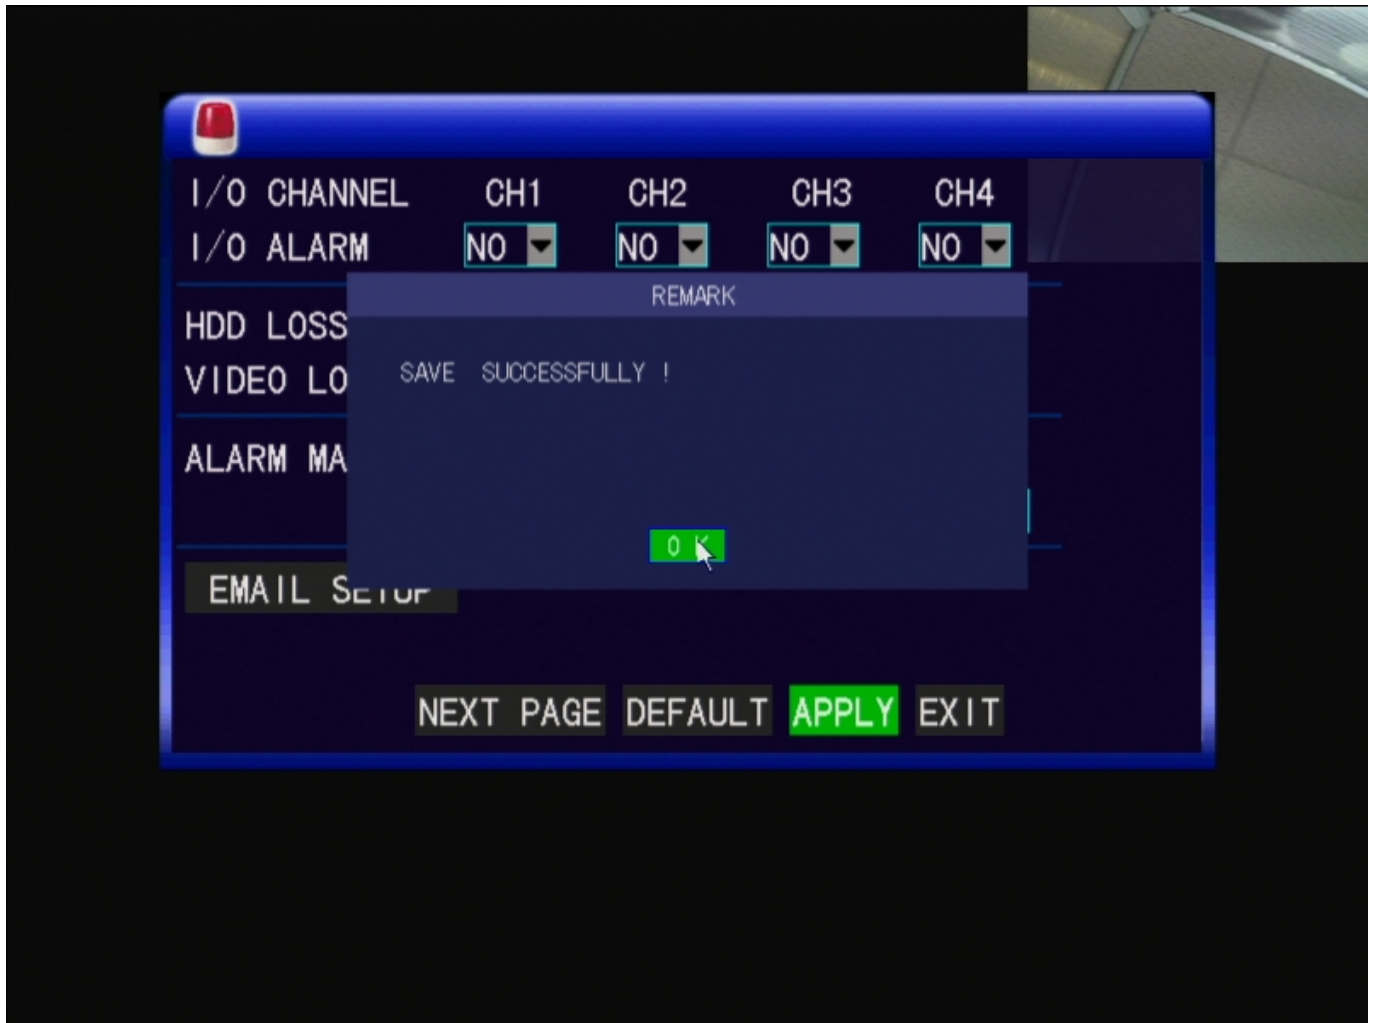 I/O CHANNEL CH1 CH2 CH3 CH4
I/O ALARM NO NO NO NO
REMARK
HDD LOSS
SAVE SUCCESSFULLY !
VIDEO LO
ALARM MA
O K
EMAIL SETUP
NEXT PAGE DEFAULT APPLY EXIT